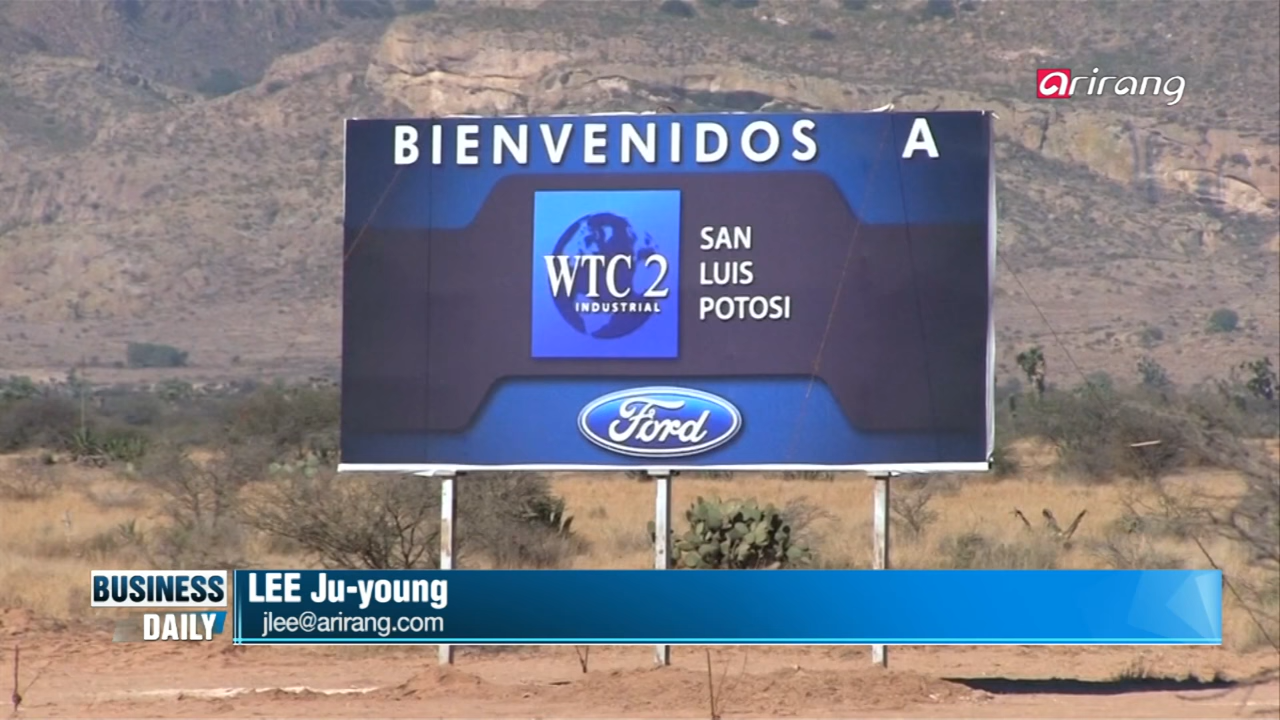 arirang
BIENVENIDOS A
WTC 2
INDUSTRIAL
SAN
LUIS
POTOSI
Ford
BUSINESS
DAILY
LEE Ju-young
jlee@arirang.com